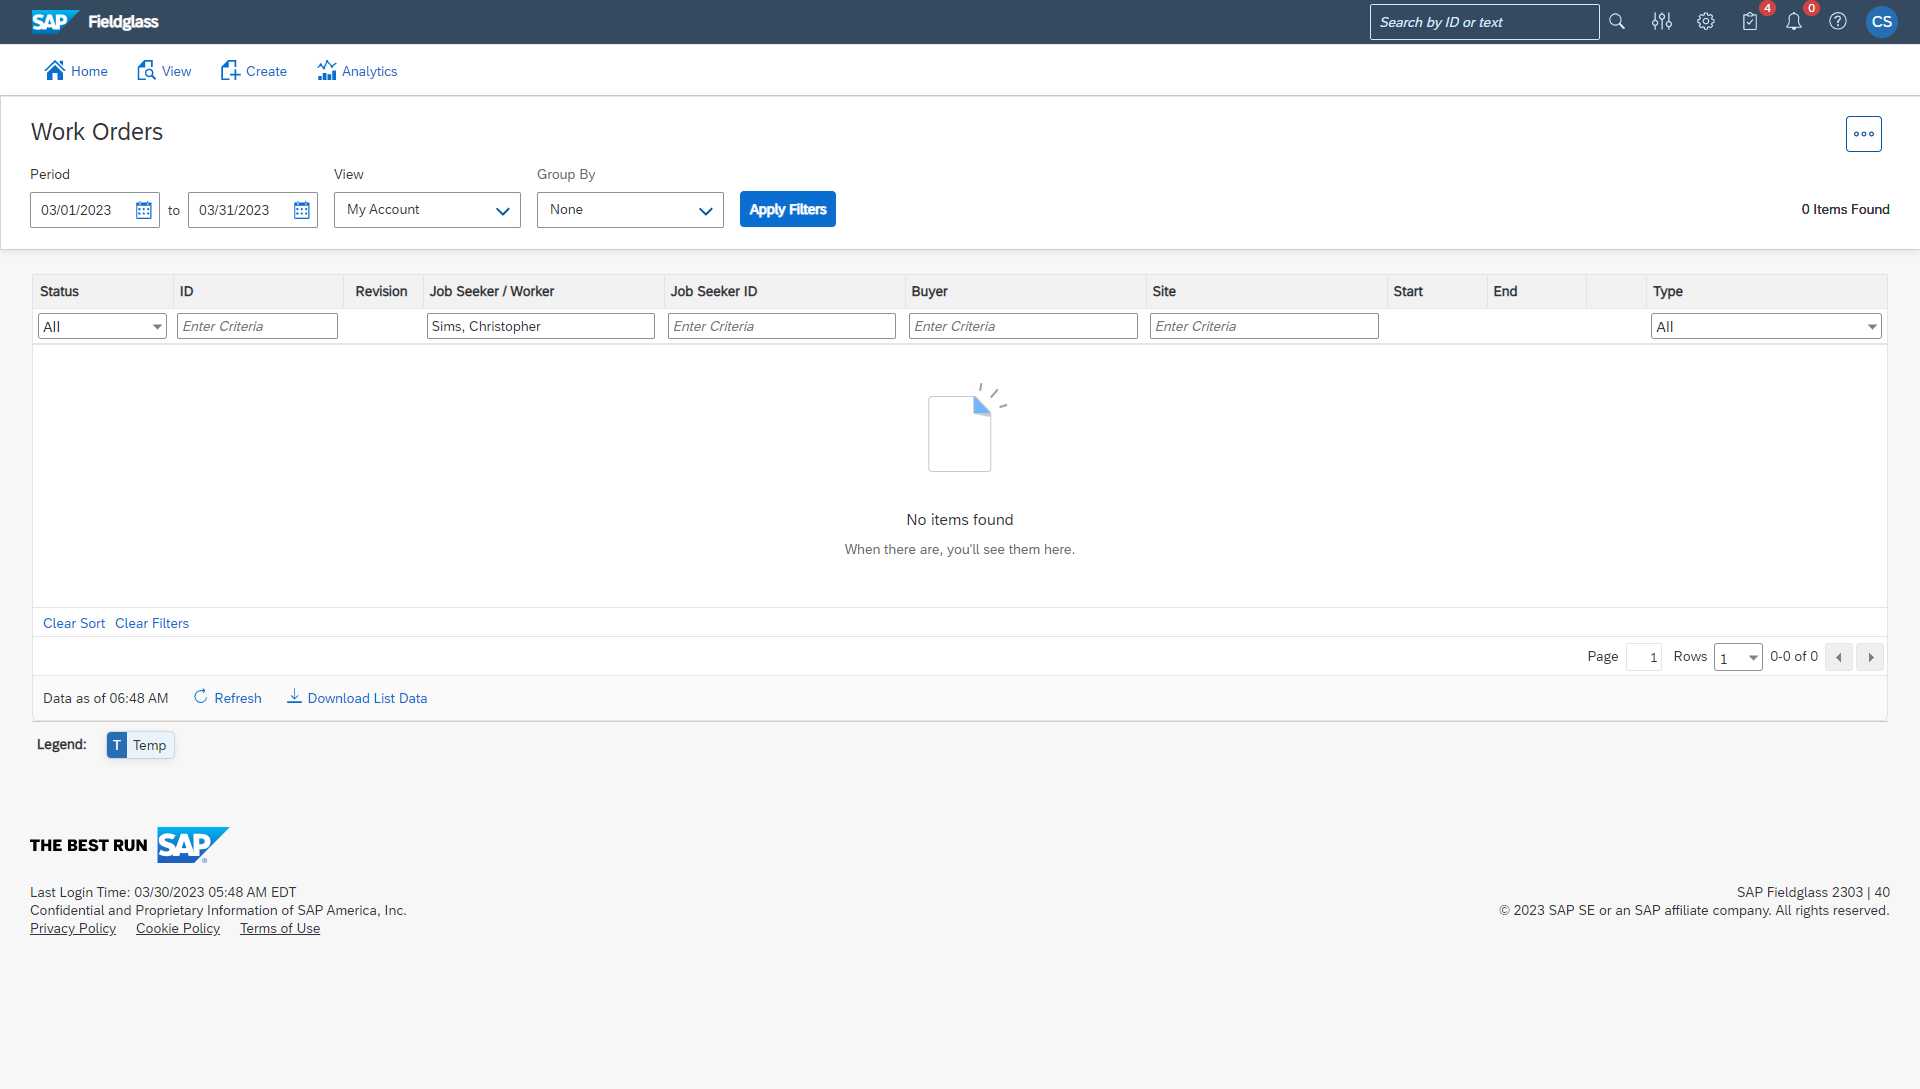 SAP Fieldglass
Search by ID or text
4
0
CS
Home
View
Create
Analytics
Work Orders
Period
View
Group By
03/01/2023
to
03/31/2023
My Account
None
Apply Filters
0 Items Found
Status
ID
Revision
Job Seeker / Worker
Job Seeker ID
Buyer
Site
Start
End
Type
All
Enter Criteria
Sims, Christopher
Enter Criteria
Enter Criteria
Enter Criteria
All
No items found
When there are, you'll see them here.
Clear Sort
Clear Filters
Page
1
Rows
1
0-0 of 0
Data as of 06:48 AM
Refresh
Download List Data
Legend:
T
Temp
THE BEST RUN SAP
Last Login Time: 03/30/2023 05:48 AM EDT
SAP Fieldglass 2303 | 40
Confidential and Proprietary Information of SAP America, Inc.
© 2023 SAP SE or an SAP affiliate company. All rights reserved.
Privacy Policy
Cookie Policy
Terms of Use